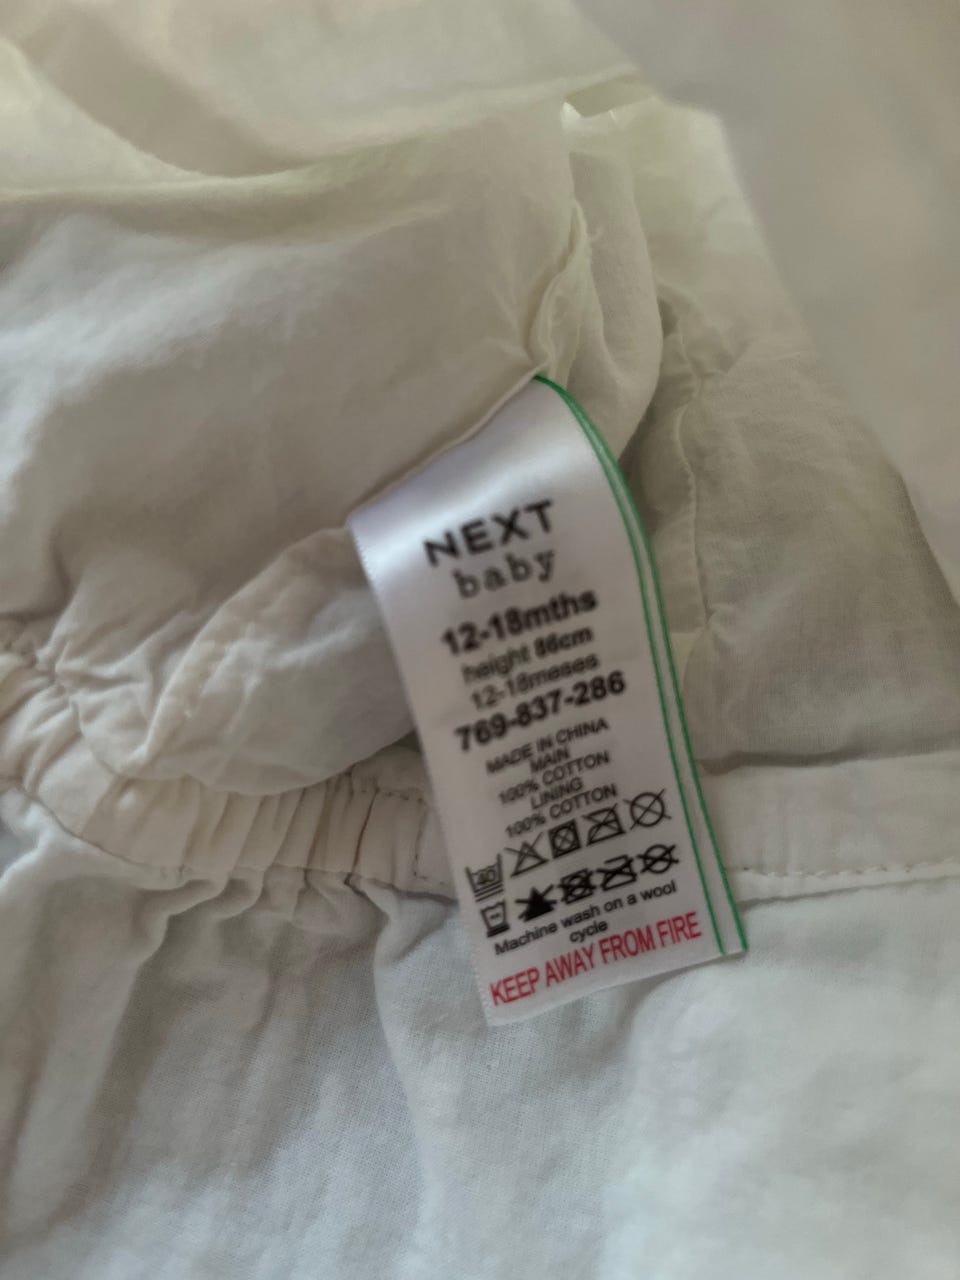 NEXT
baby
12-18mths
height 86cm
12-18meses
769-837-286
MADE IN CHINA
MAIN
100% COTTON
LINING
100% COTTON
40
Machine wash on a wool
cycle
KEEP AWAY FROM FIRE